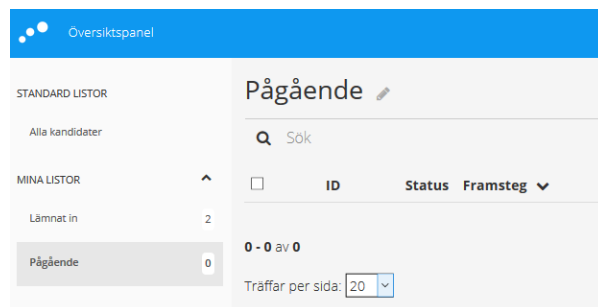 Översiktspanel
STANDARD LISTOR
Alla kandidater
MINA LISTOR
Lämnat in 2
Pågående 0
Pågående
Sök
ID Status Framsteg
0 - 0 av 0
Träffar per sida: 20